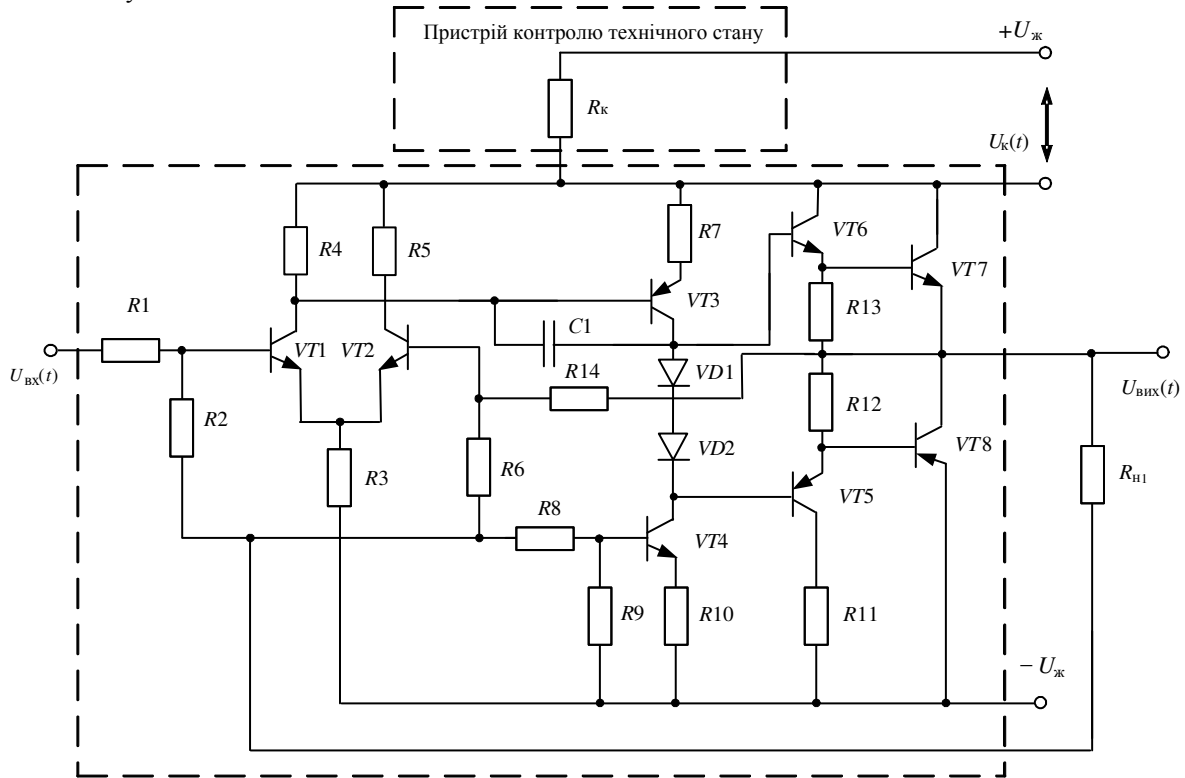 Пристрій контролю технічного стану
+Uж
Rк
Uк(t)
R4
R5
R7
VT6
VT7
R1
VT3
R13
C1
VT1
VT2
Uвх(t)
R14
VD1
Uвих(t)
R2
R12
VD2
VT8
R3
R6
VT5
Rн1
R8
VT4
R9
R10
R11
− Uж